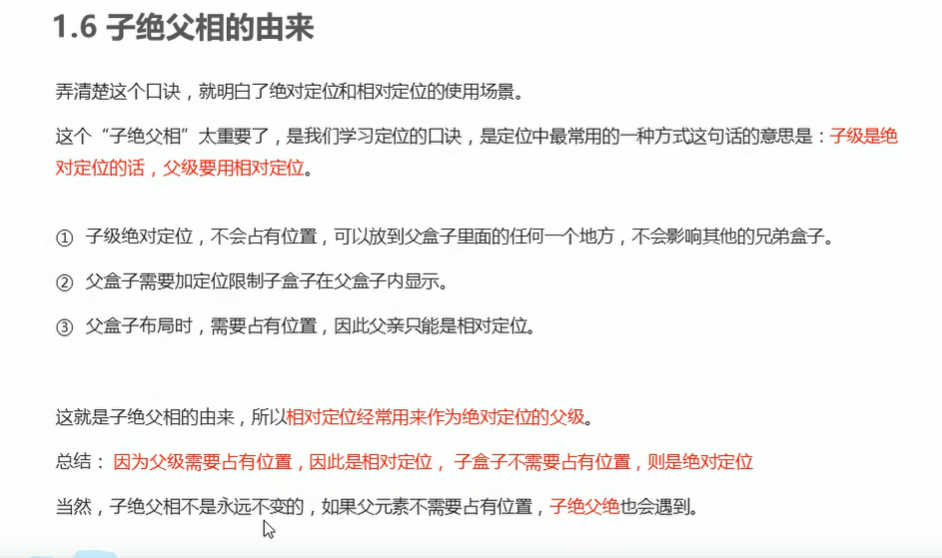 1.6 子绝父相的由来
弄清楚这个口诀，就明白了绝对定位和相对定位的使用场景。
这个“子绝父相”太重要了，是我们学习定位的口诀，是定位中最常用的一种方式这句话的意思是：子级是绝
对定位的话，父级要用相对定位。
① 子级绝对定位，不会占有位置，可以放到父盒子里面的任何一个地方，不会影响其他的兄弟盒子。
② 父盒子需要加定位限制子盒子在父盒子内显示。
③ 父盒子布局时，需要占有位置，因此父亲只能是相对定位。
这就是子绝父相的由来，所以相对定位经常用来作为绝对定位的父级。
总结： 因为父级需要占有位置，因此是相对定位， 子盒子不需要占有位置，则是绝对定位
当然，子绝父相不是永远不变的，如果父元素不需要占有位置，子绝父绝也会遇到。